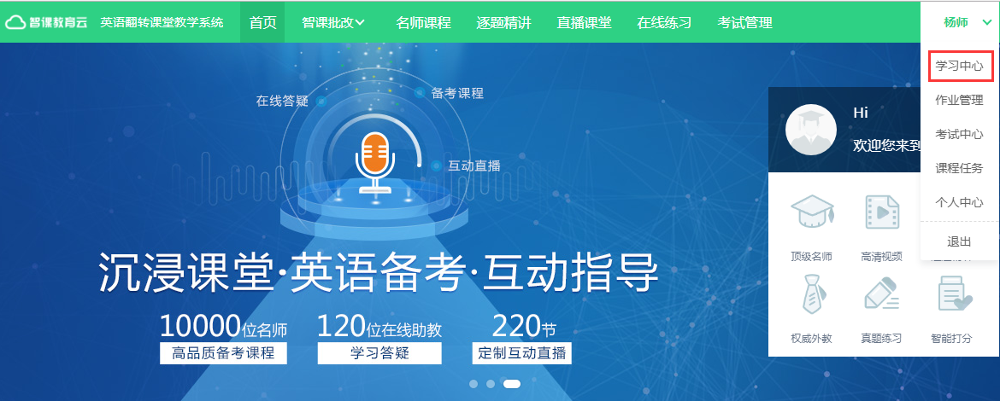 智课教育云 英语翻转课堂教学系统 首页 智课批改 名师课程 逐题精讲 直播课堂 在线练习 考试管理 杨师
学习中心
作业管理
考试中心
课程任务
个人中心
退出
在线答疑
备考课程
互动直播
沉浸课堂·英语备考·互动指导
10000位名师 120位在线助教 220节
高品质备考课程 学习答疑 定制互动直播
Hi
欢迎您来到
顶级名师 高清视频
权威外教 真题练习 智能打分